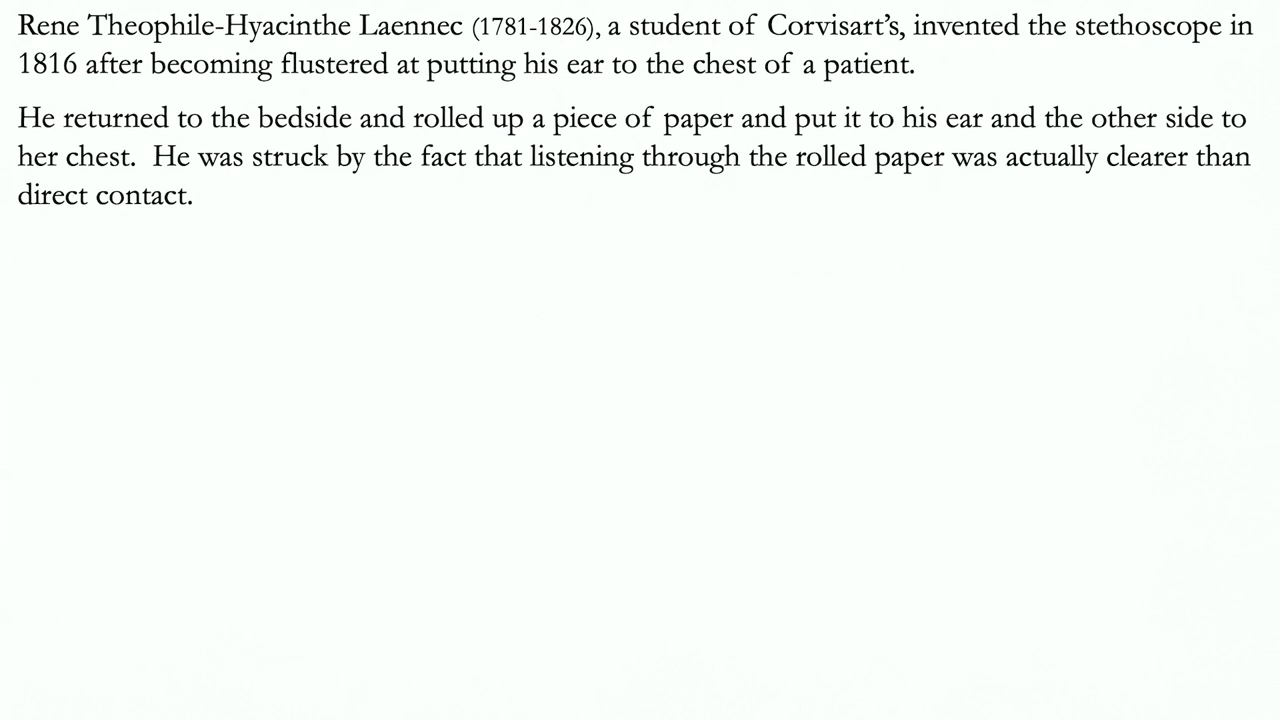 Rene Theophile-Hyacinthe Laennec (1781-1826), a student of Corvisart’s, invented the stethoscope in
1816 after becoming flustered at putting his ear to the chest of a patient.
He returned to the bedside and rolled up a piece of paper and put it to his ear and the other side to
her chest.  He was struck by the fact that listening through the rolled paper was actually clearer than
direct contact.